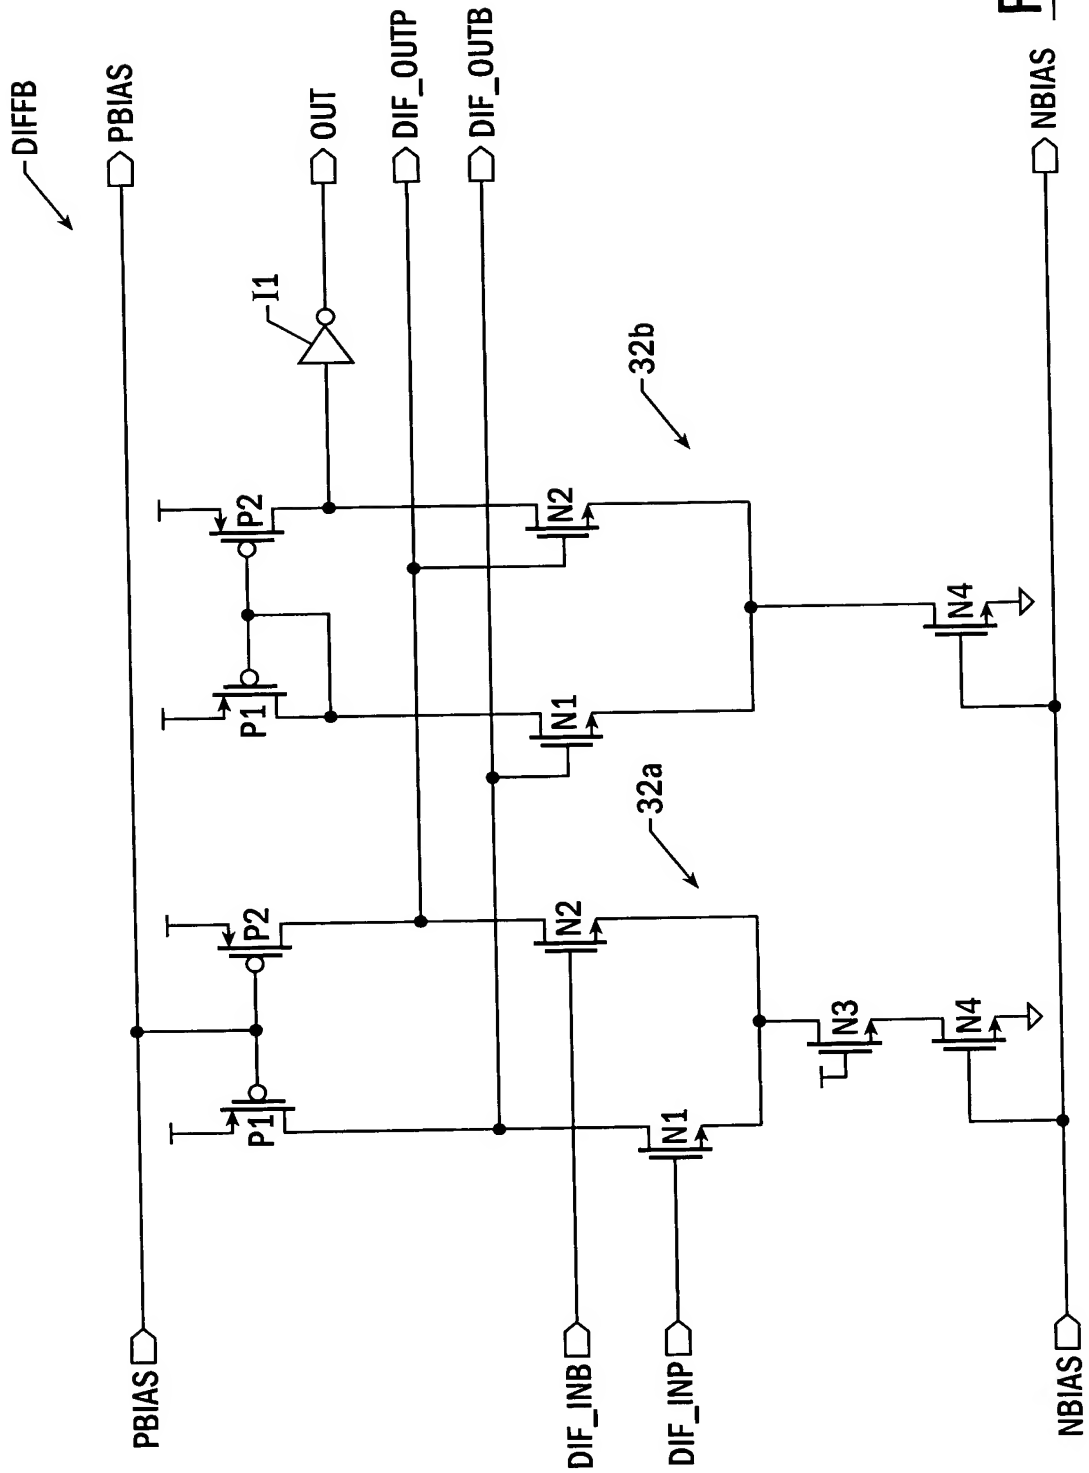 DIFFB
PBIAS
PBIAS
I1
OUT
DIF_OUTP
DIF_OUTB
P1
P2
P1
P2
N1
N2
N1
N2
32a
32b
N3
N4
N4
DIF_INB
DIF_INP
NBIAS
NBIAS